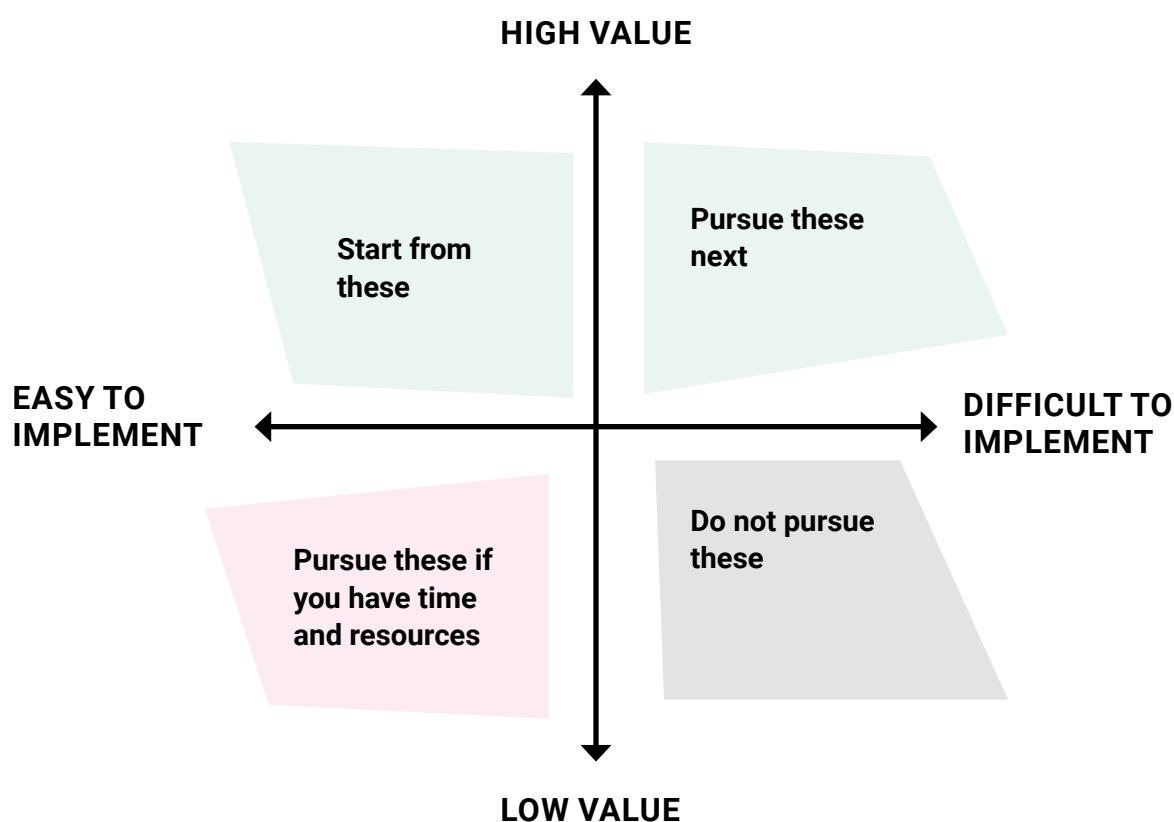 HIGH VALUE
Start from
these
Pursue these
next
EASY TO
IMPLEMENT
DIFFICULT TO
IMPLEMENT
Pursue these if
you have time
and resources
Do not pursue
these
LOW VALUE